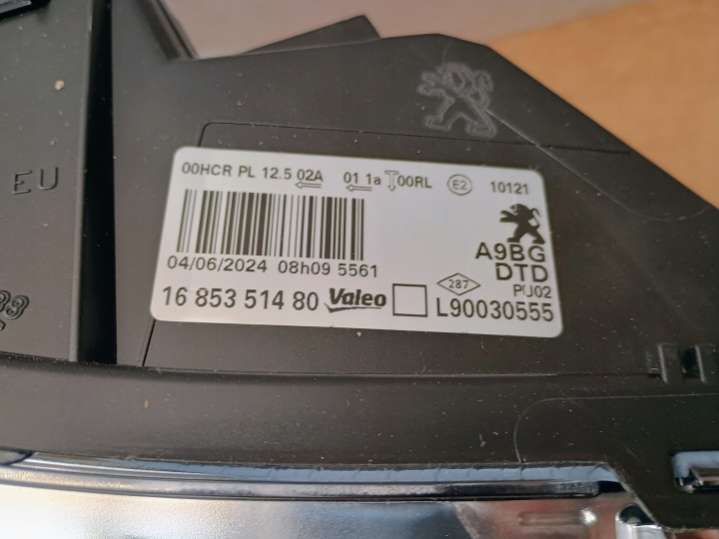 EU
00HCR PL 12.5 02A 01 1a 00RL E2 10121
A9BG
DTD
04/06/2024 08h09 5561
287
P(J02
16 853 514 80 Valeo L90030555